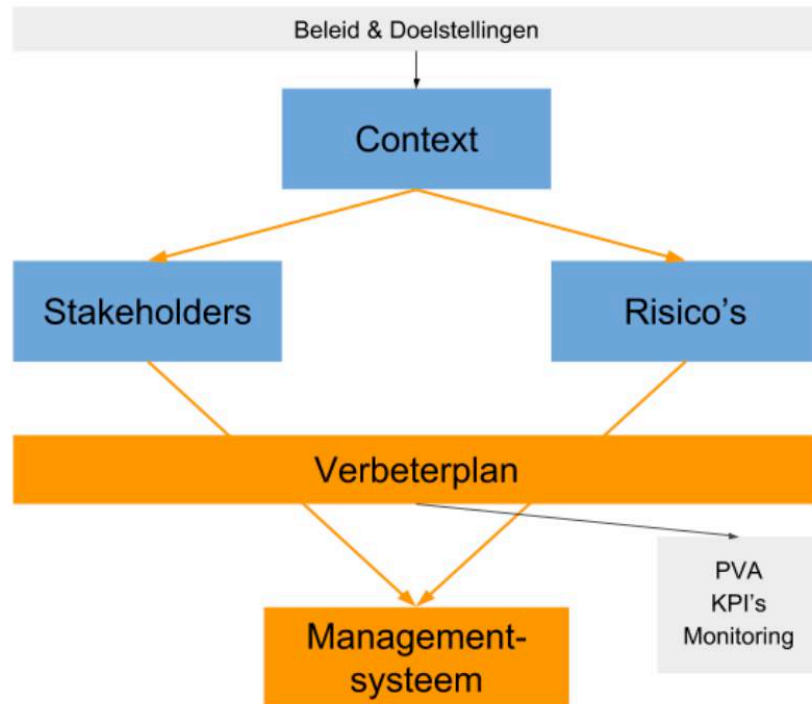 Beleid & Doelstellingen
Context
Stakeholders
Risico's
Verbeterplan
PVA
KPI's
Monitoring
Management-
systeem